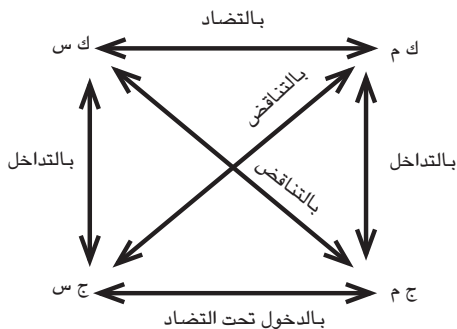 بالتضاد
ك م
ك س
بالتناقض
بالتداخل
بالتداخل
بالتناقض
ج م
ج س
بالدخول تحت التضاد